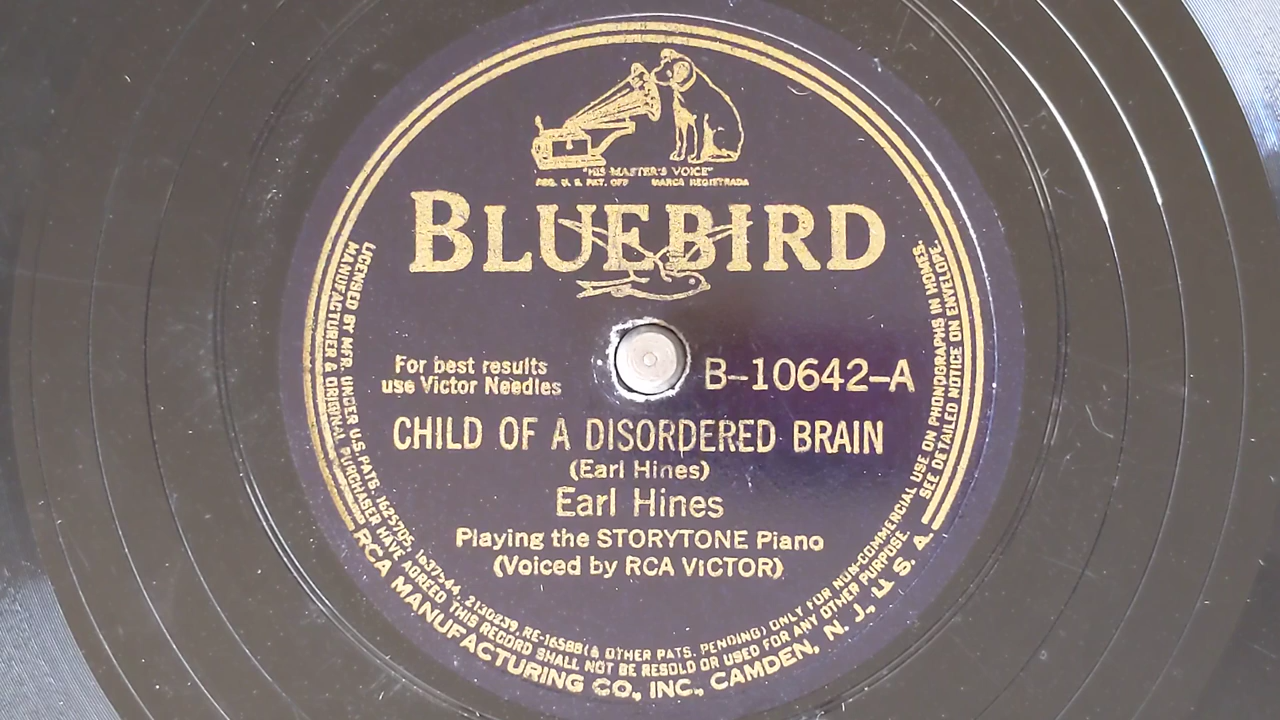 "HIS MASTER'S VOICE"
REG. U. S. PAT. OFF. MARCA REGISTRADA
BLUEBIRD
For best results
use Victor Needles
B-10642-A
CHILD OF A DISORDERED BRAIN
(Earl Hines)
Earl Hines
Playing the STORYTONE Piano
(Voiced by RCA VICTOR)
LICENSED BY MFR. UNDER U.S. PATS. 1625705, 1637544, 2130239, RE-16588 (& OTHER PATS. PENDING) ONLY FOR NON-COMMERCIAL USE ON PHONOGRAPHS IN HOMES.
MANUFACTURER & ORIGINAL PURCHASER HAVE AGREED THIS RECORD SHALL NOT BE RESOLD OR USED FOR ANY OTHER PURPOSE. SEE DETAILED NOTICE ON ENVELOPE
RCA MANUFACTURING CO., INC., CAMDEN, N. J., U. S. A.